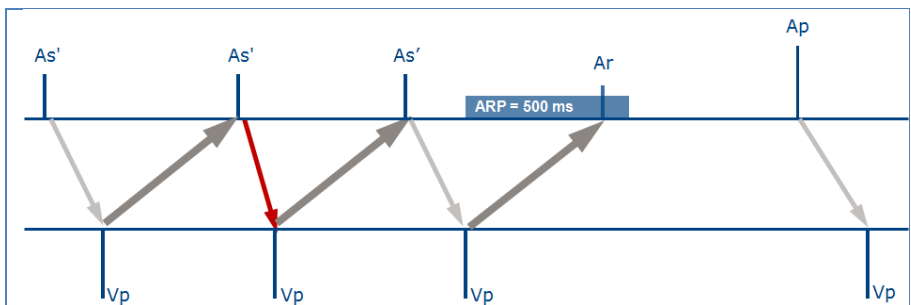 As' As' As’ Ar Ap
ARP = 500 ms
Vp Vp Vp Vp